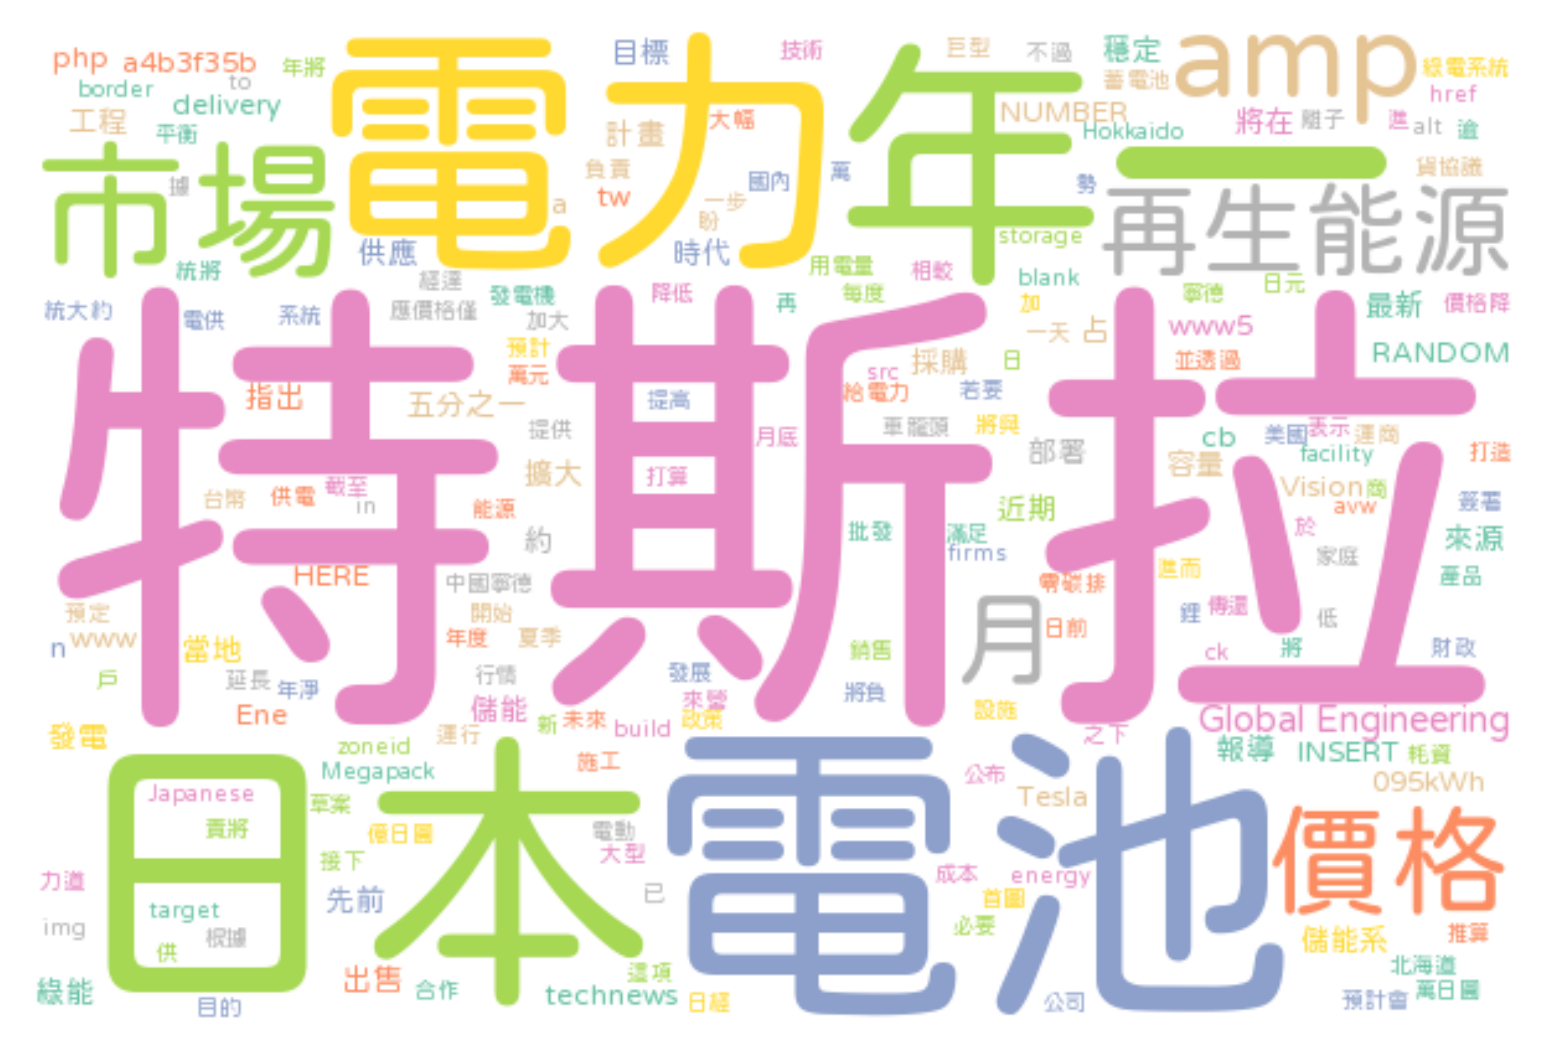 php a4b3f35b 年將
border to
delivery
工程
平衡
市場
據
統將
電力
目標
技術
計畫
大幅
負責
tw
國內
萬
一步
盼
a
供應
時代
年
巨型 不過
穩定
蓄電池
amp
綠電系統
href
NUMBER
Hokkaido
將在 離子
進 alt 逾
一
貨協議
勢
再生能源
storage
用電量 相較
每度
blank
加
寧德 日元
最新 價格降
統大約
電供 系統
經達
應價格僅
發電機
加大
降低
再
一天 占
www5
並透過
RANDOM
預計
萬元
採購
日
src
給電力
若要
特斯拉
指出
五分之一
提高
提供
月底
車龍頭 將與
部署
cb
美國 表示 運商
facility
打造
容量
擴大
打算
台幣 供電 截至
in
能源
約
近期
批發
滿足
firms
Vision 商
avw
簽署
於
來源
家庭
產品
HERE
中國寧德
零碳排 進而
預定
開始
鋰 傳還
低
月
日前
n www
當地
年度 夏季
銷售
ck
將
財政
戶
延長 年淨
行情
發展
將負
Ene
儲能
來營
設施
新 未來 build 政策
之下
Global Engineering
發電
zoneid
運行
施工
Megapack
報導 INSERT 耗資
公布
Tesla
095kWh
日本
Japanese
草案
責將
億日圓
電動
接下
大型
電池
價格
力道
先前
已
成本 energy
target
首圖
img
根據
供
必要
儲能系 推算
綠能
出售 合作
這項
北海道
目的
technews 日經
公司
預計會 萬日圓